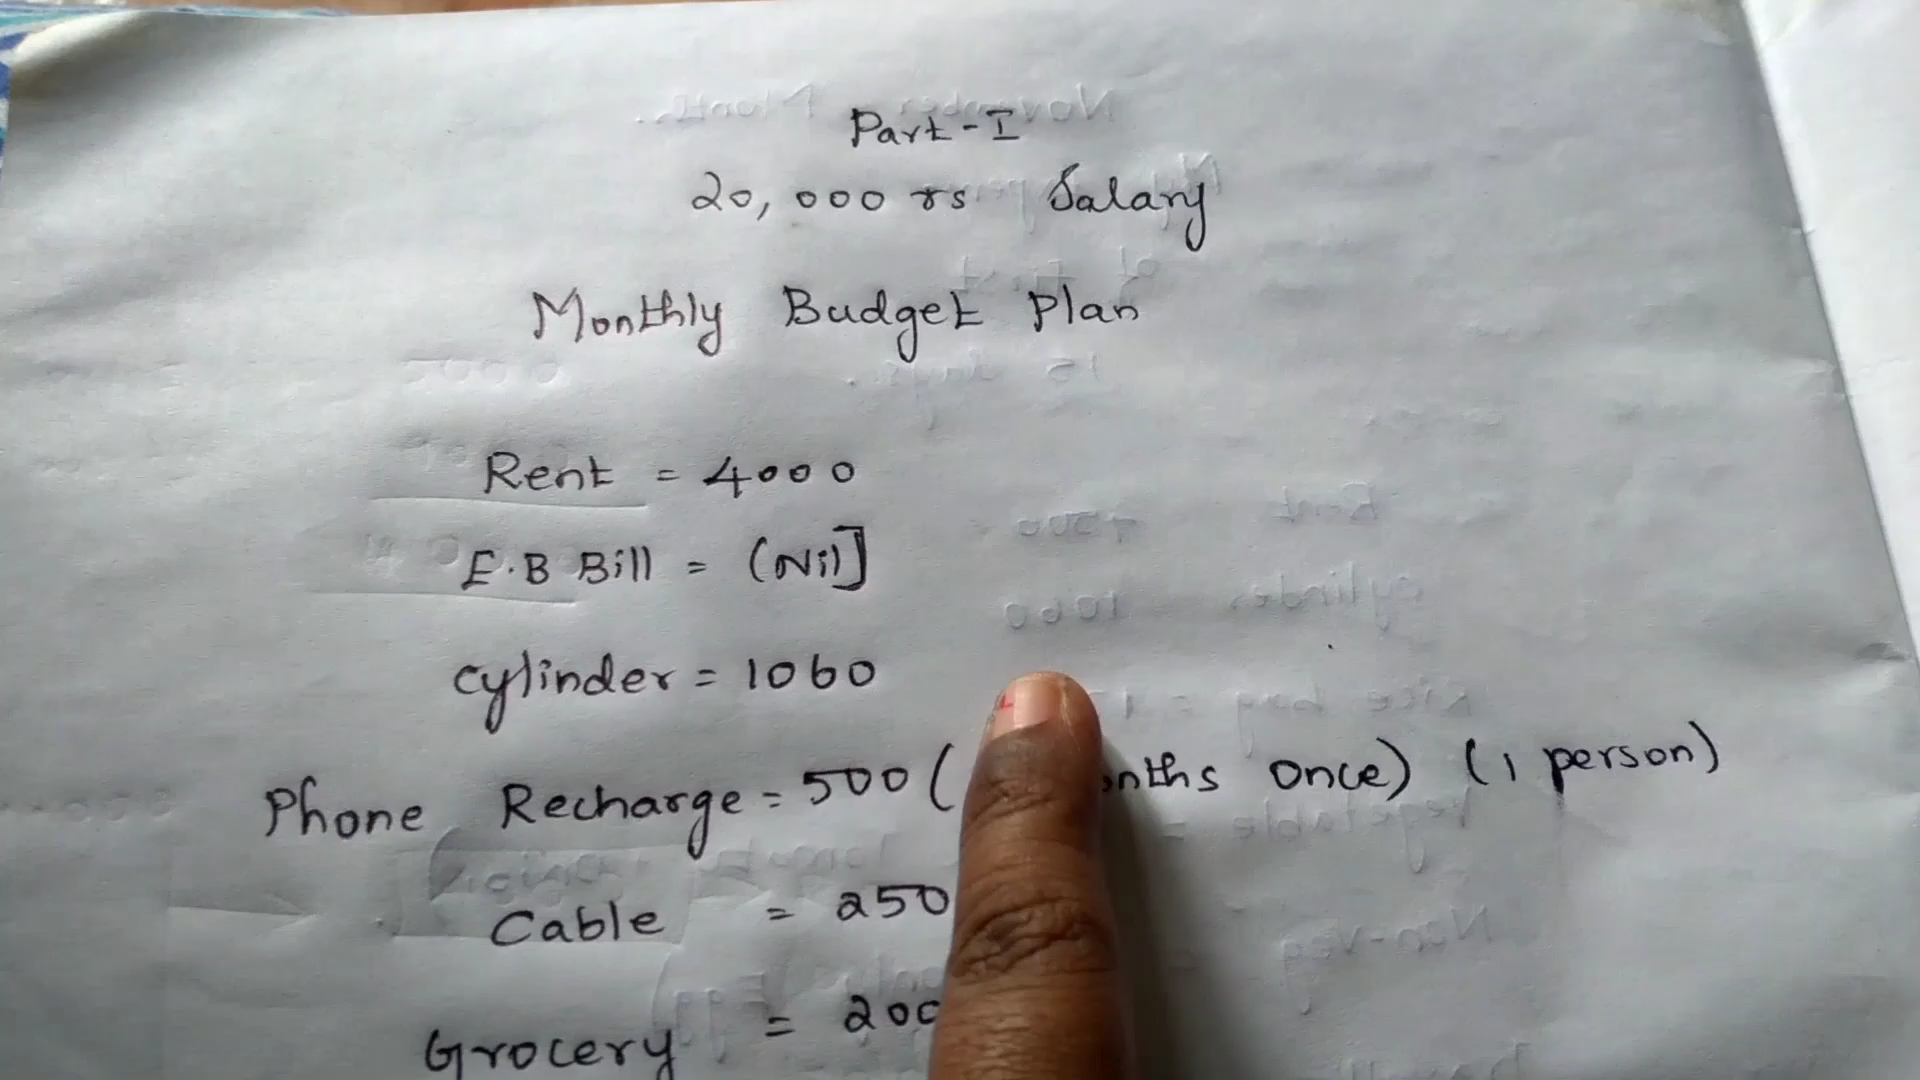 Part-I
20,000 rs Salary
Monthly Budget Plan
Rent = 4000
E.B Bill = (Nil]
Cylinder = 1060
Phone Recharge = 500 ( once) (1 person)
Cable = 250
Grocery =